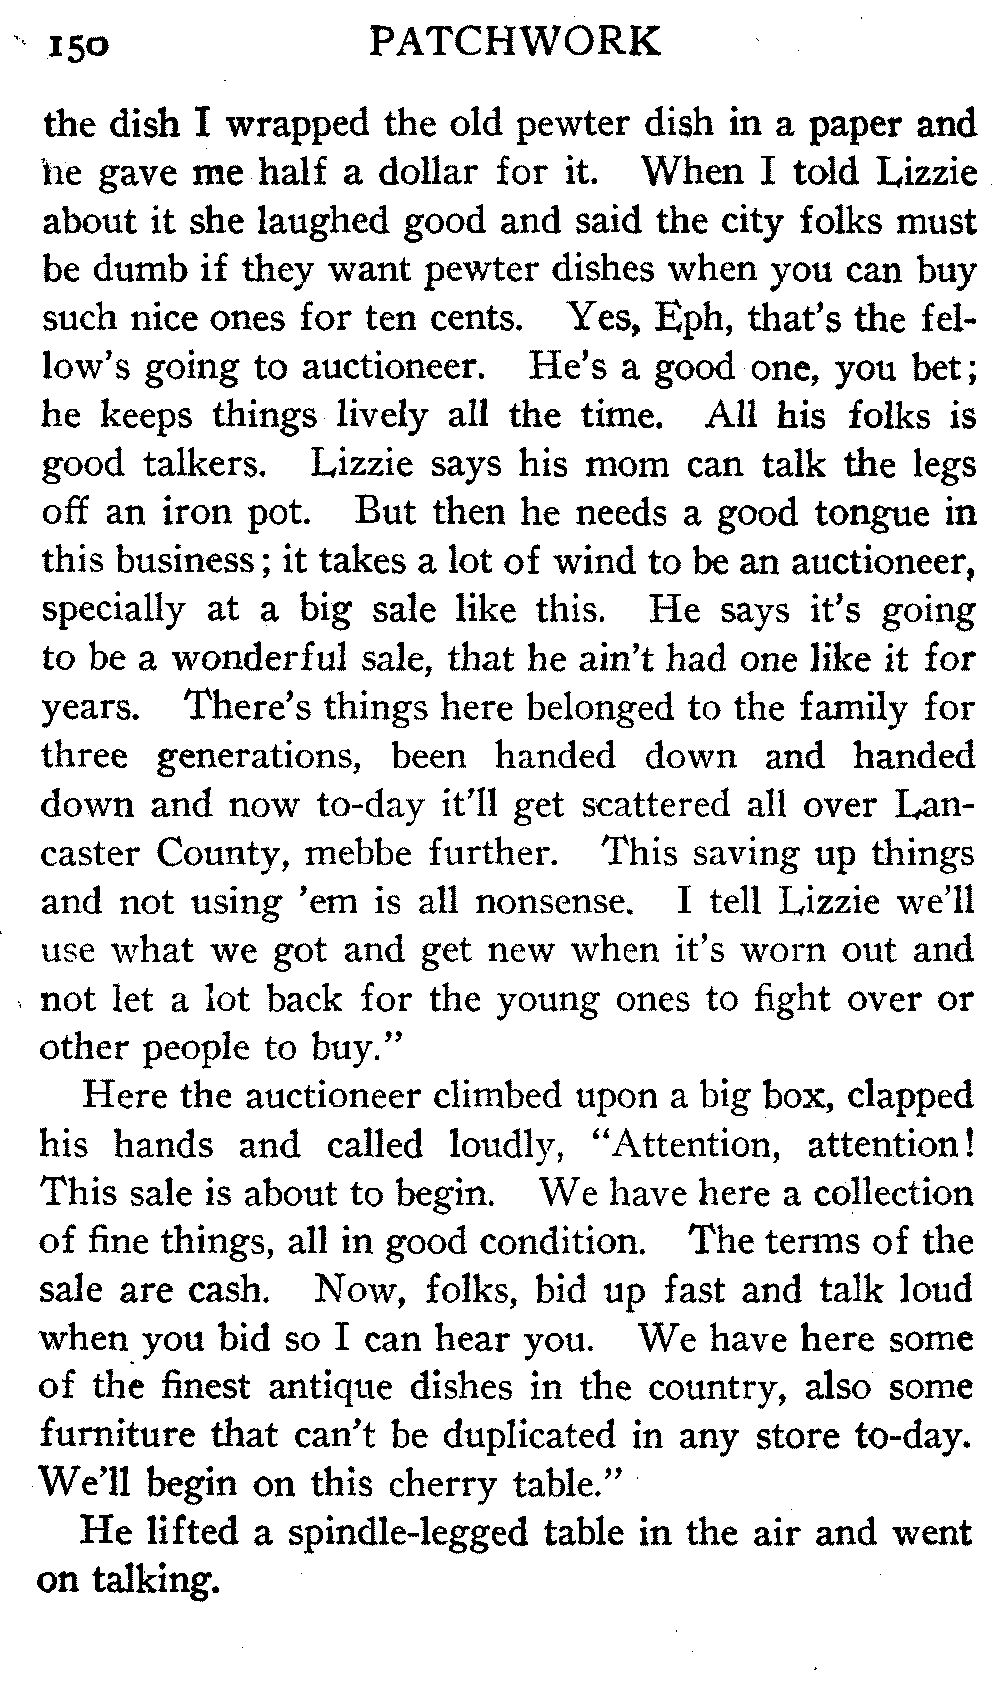 150 PATCHWORK
the dish I wrapped the old pewter dish in a paper and
he gave me half a dollar for it. When I told Lizzie
about it she laughed good and said the city folks must
be dumb if they want pewter dishes when you can buy
such nice ones for ten cents. Yes, Eph, that's the fel-
low's going to auctioneer. He's a good one, you bet;
he keeps things lively all the time. All his folks is
good talkers. Lizzie says his mom can talk the legs
off an iron pot. But then he needs a good tongue in
this business; it takes a lot of wind to be an auctioneer,
specially at a big sale like this. He says it's going
to be a wonderful sale, that he ain't had one like it for
years. There's things here belonged to the family for
three generations, been handed down and handed
down and now to-day it'll get scattered all over Lan-
caster County, mebbe further. This saving up things
and not using 'em is all nonsense. I tell Lizzie we'll
use what we got and get new when it's worn out and
not let a lot back for the young ones to fight over or
other people to buy."
Here the auctioneer climbed upon a big box, clapped
his hands and called loudly, "Attention, attention!
This sale is about to begin. We have here a collection
of fine things, all in good condition. The terms of the
sale are cash. Now, folks, bid up fast and talk loud
when you bid so I can hear you. We have here some
of the finest antique dishes in the country, also some
furniture that can't be duplicated in any store to-day.
We'll begin on this cherry table."
He lifted a spindle-legged table in the air and went
on talking.